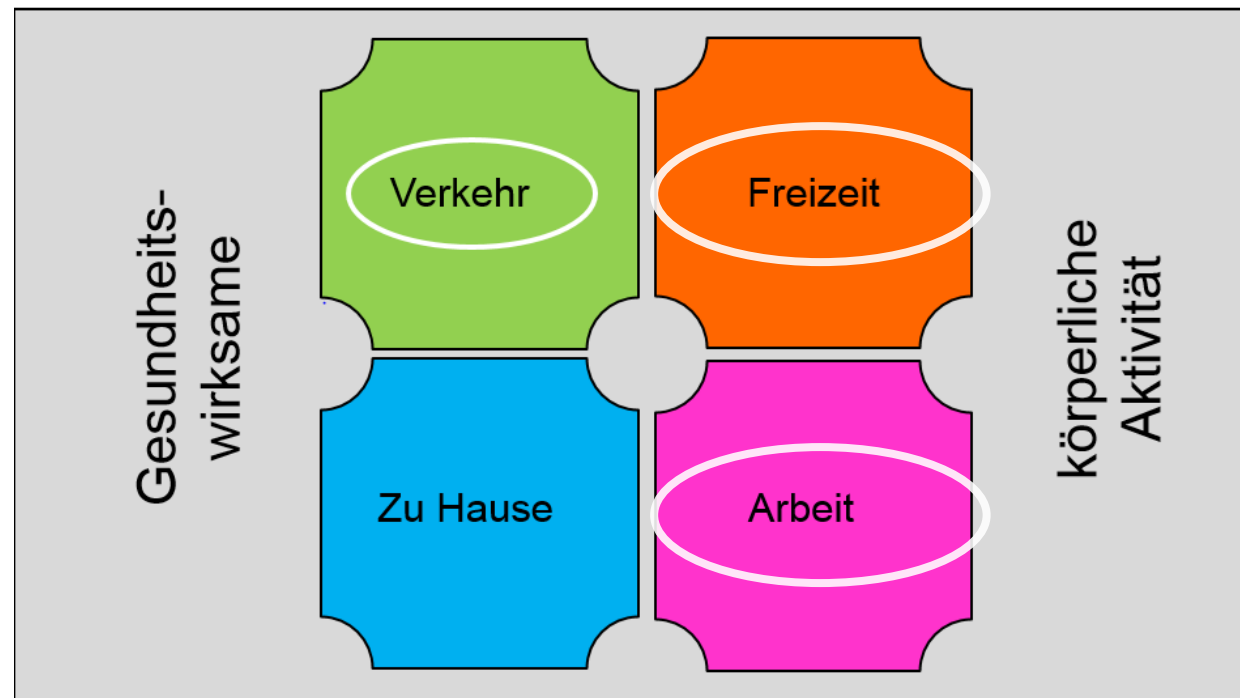 Gesundheits-
wirksame
Verkehr
Freizeit
Zu Hause
Arbeit
körperliche
Aktivität